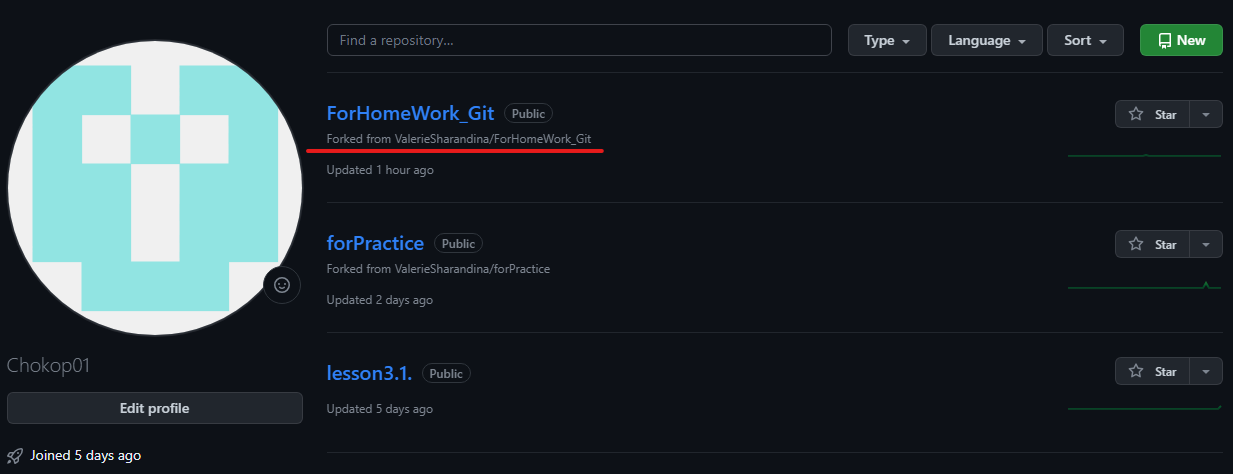 Find a repository...
Type
Language
Sort
New
ForHomeWork_Git
Public
Star
Forked from ValerieSharandina/ForHomeWork_Git
Updated 1 hour ago
forPractice
Public
Star
Forked from ValerieSharandina/forPractice
Updated 2 days ago
lesson3.1.
Public
Star
Updated 5 days ago
Chokop01
Edit profile
Joined 5 days ago